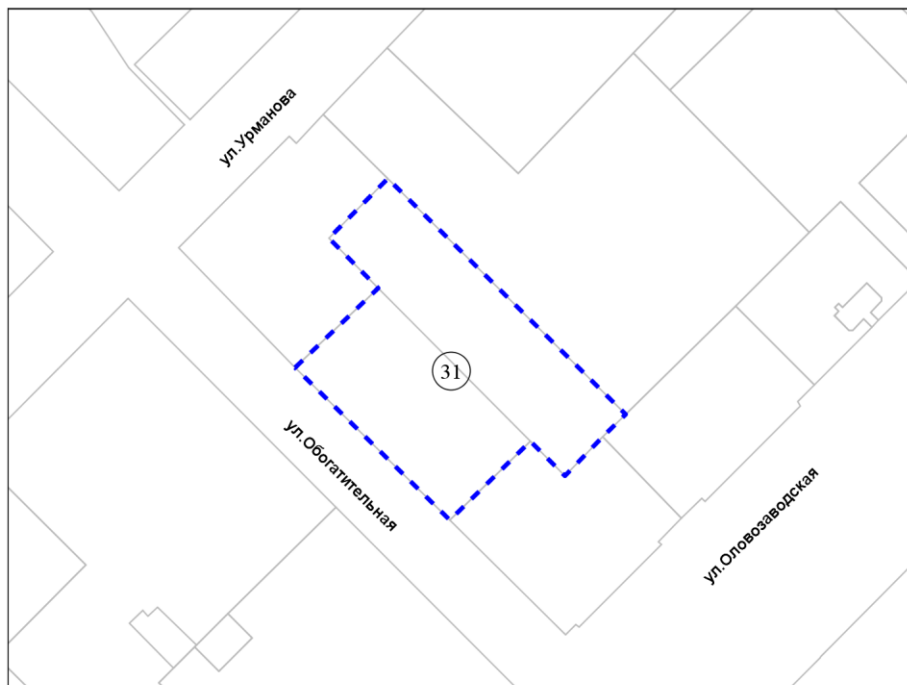 ул.Урманова
31
ул.Обогатительная
ул.Оловозаводская